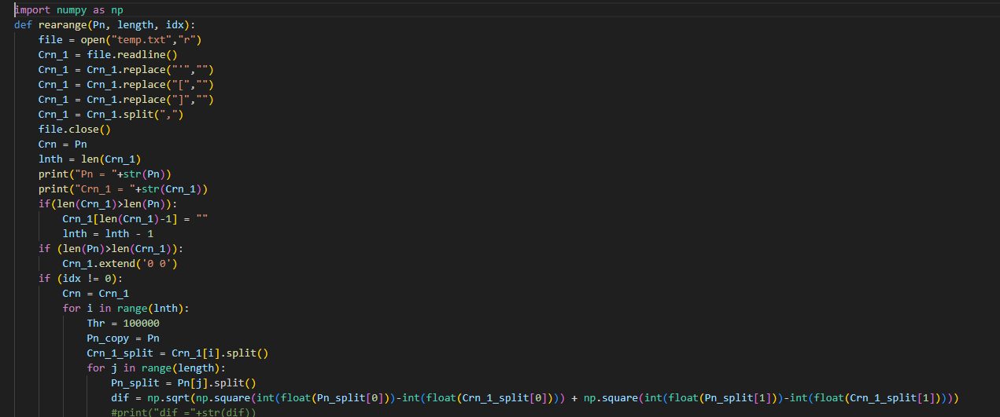 import numpy as np
def rearange(Pn, length, idx):
    file = open("temp.txt","r")
    Crn_1 = file.readline()
    Crn_1 = Crn_1.replace("'","")
    Crn_1 = Crn_1.replace("[","")
    Crn_1 = Crn_1.replace("]","")
    Crn_1 = Crn_1.split(",")
    file.close()
    Crn = Pn
    lnth = len(Crn_1)
    print("Pn = "+str(Pn))
    print("Crn_1 = "+str(Crn_1))
    if(len(Crn_1)>len(Pn)):
        Crn_1[len(Crn_1)-1] = ""
        lnth = lnth - 1
    if (len(Pn)>len(Crn_1)):
        Crn_1.extend('0 0')
    if (idx != 0):
        Crn = Crn_1
        for i in range(lnth):
            Thr = 100000
            Pn_copy = Pn
            Crn_1_split = Crn_1[i].split()
            for j in range(length):
                Pn_split = Pn[j].split()
                dif = np.sqrt(np.square(int(float(Pn_split[0]))-int(float(Crn_1_split[0]))) + np.square(int(float(Pn_split[1]))-int(float(Crn_1_split[1]))))
                #print("dif ="+str(dif))